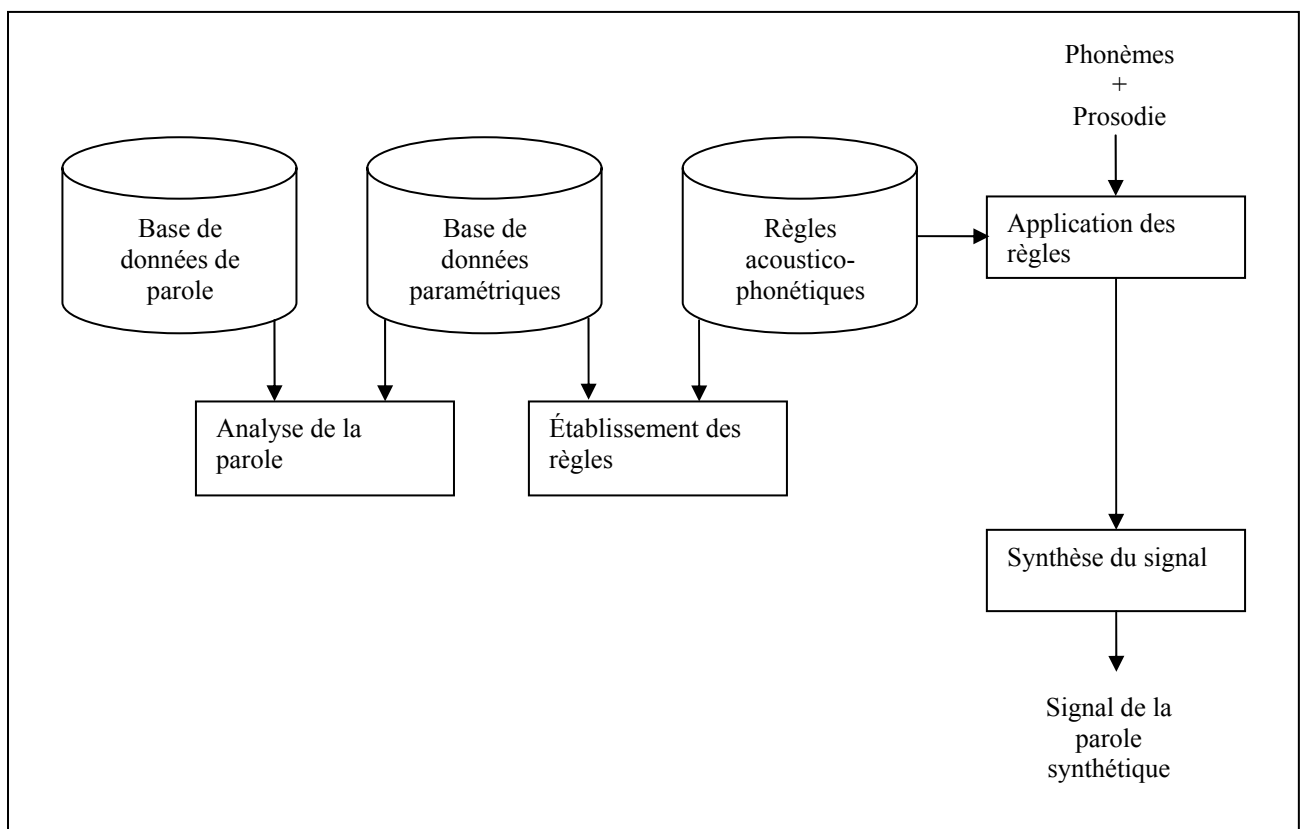 Phonèmes
+
Prosodie
Base de
données de
parole
Base de
données
paramétriques
Règles
acoustico-
phonétiques
Application des
règles
Analyse de la
parole
Établissement des
règles
Synthèse du signal
Signal de la
parole
synthétique